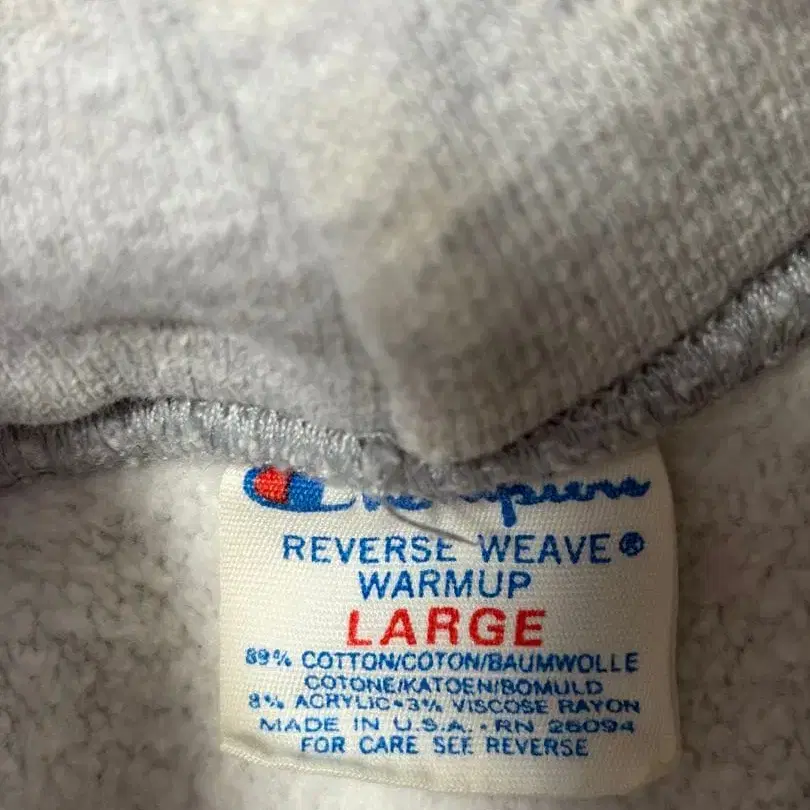 Champion
REVERSE WEAVE®
WARMUP
LARGE
89% COTTON/COTON/BAUMWOLLE
COTONE/KATOEN/BOMULD
8% ACRYLIC•3% VISCOSE RAYON
MADE IN U.S.A. • RN 26094
FOR CARE SEE REVERSE